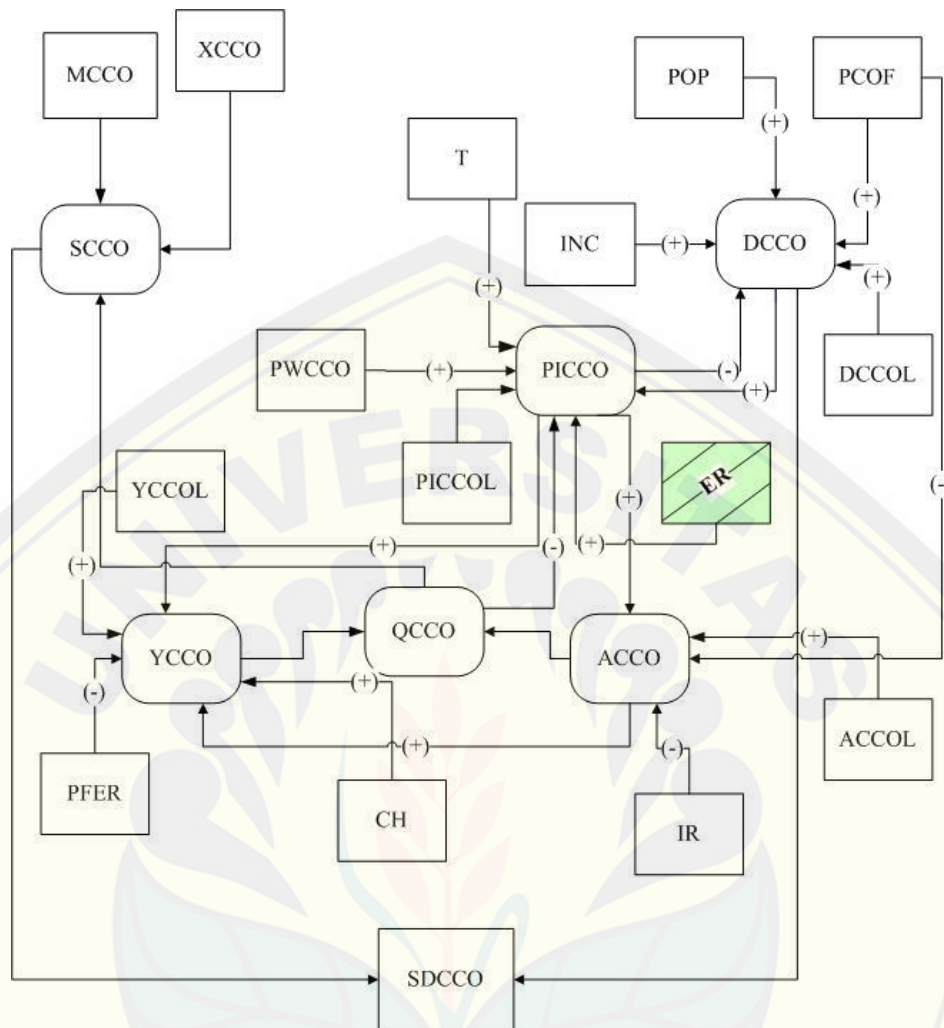 XCCO
MCCO
POP
PCOF
(+)
T
(+)
SCCO
INC
(+)
DCCO
(+)
(+)
PWCCO
(+)
PICCO
(-)
(+)
DCCOL
YCCOL
PICCOL
ER
(+)
(-
(+)
(+)
(-)
(+)
(+)
QCCO
YCCO
ACCO
(+)
(+)
(-)
(+)
(-)
ACCOL
PFER
CH
IR
SDCCO
UNIVERSITAS